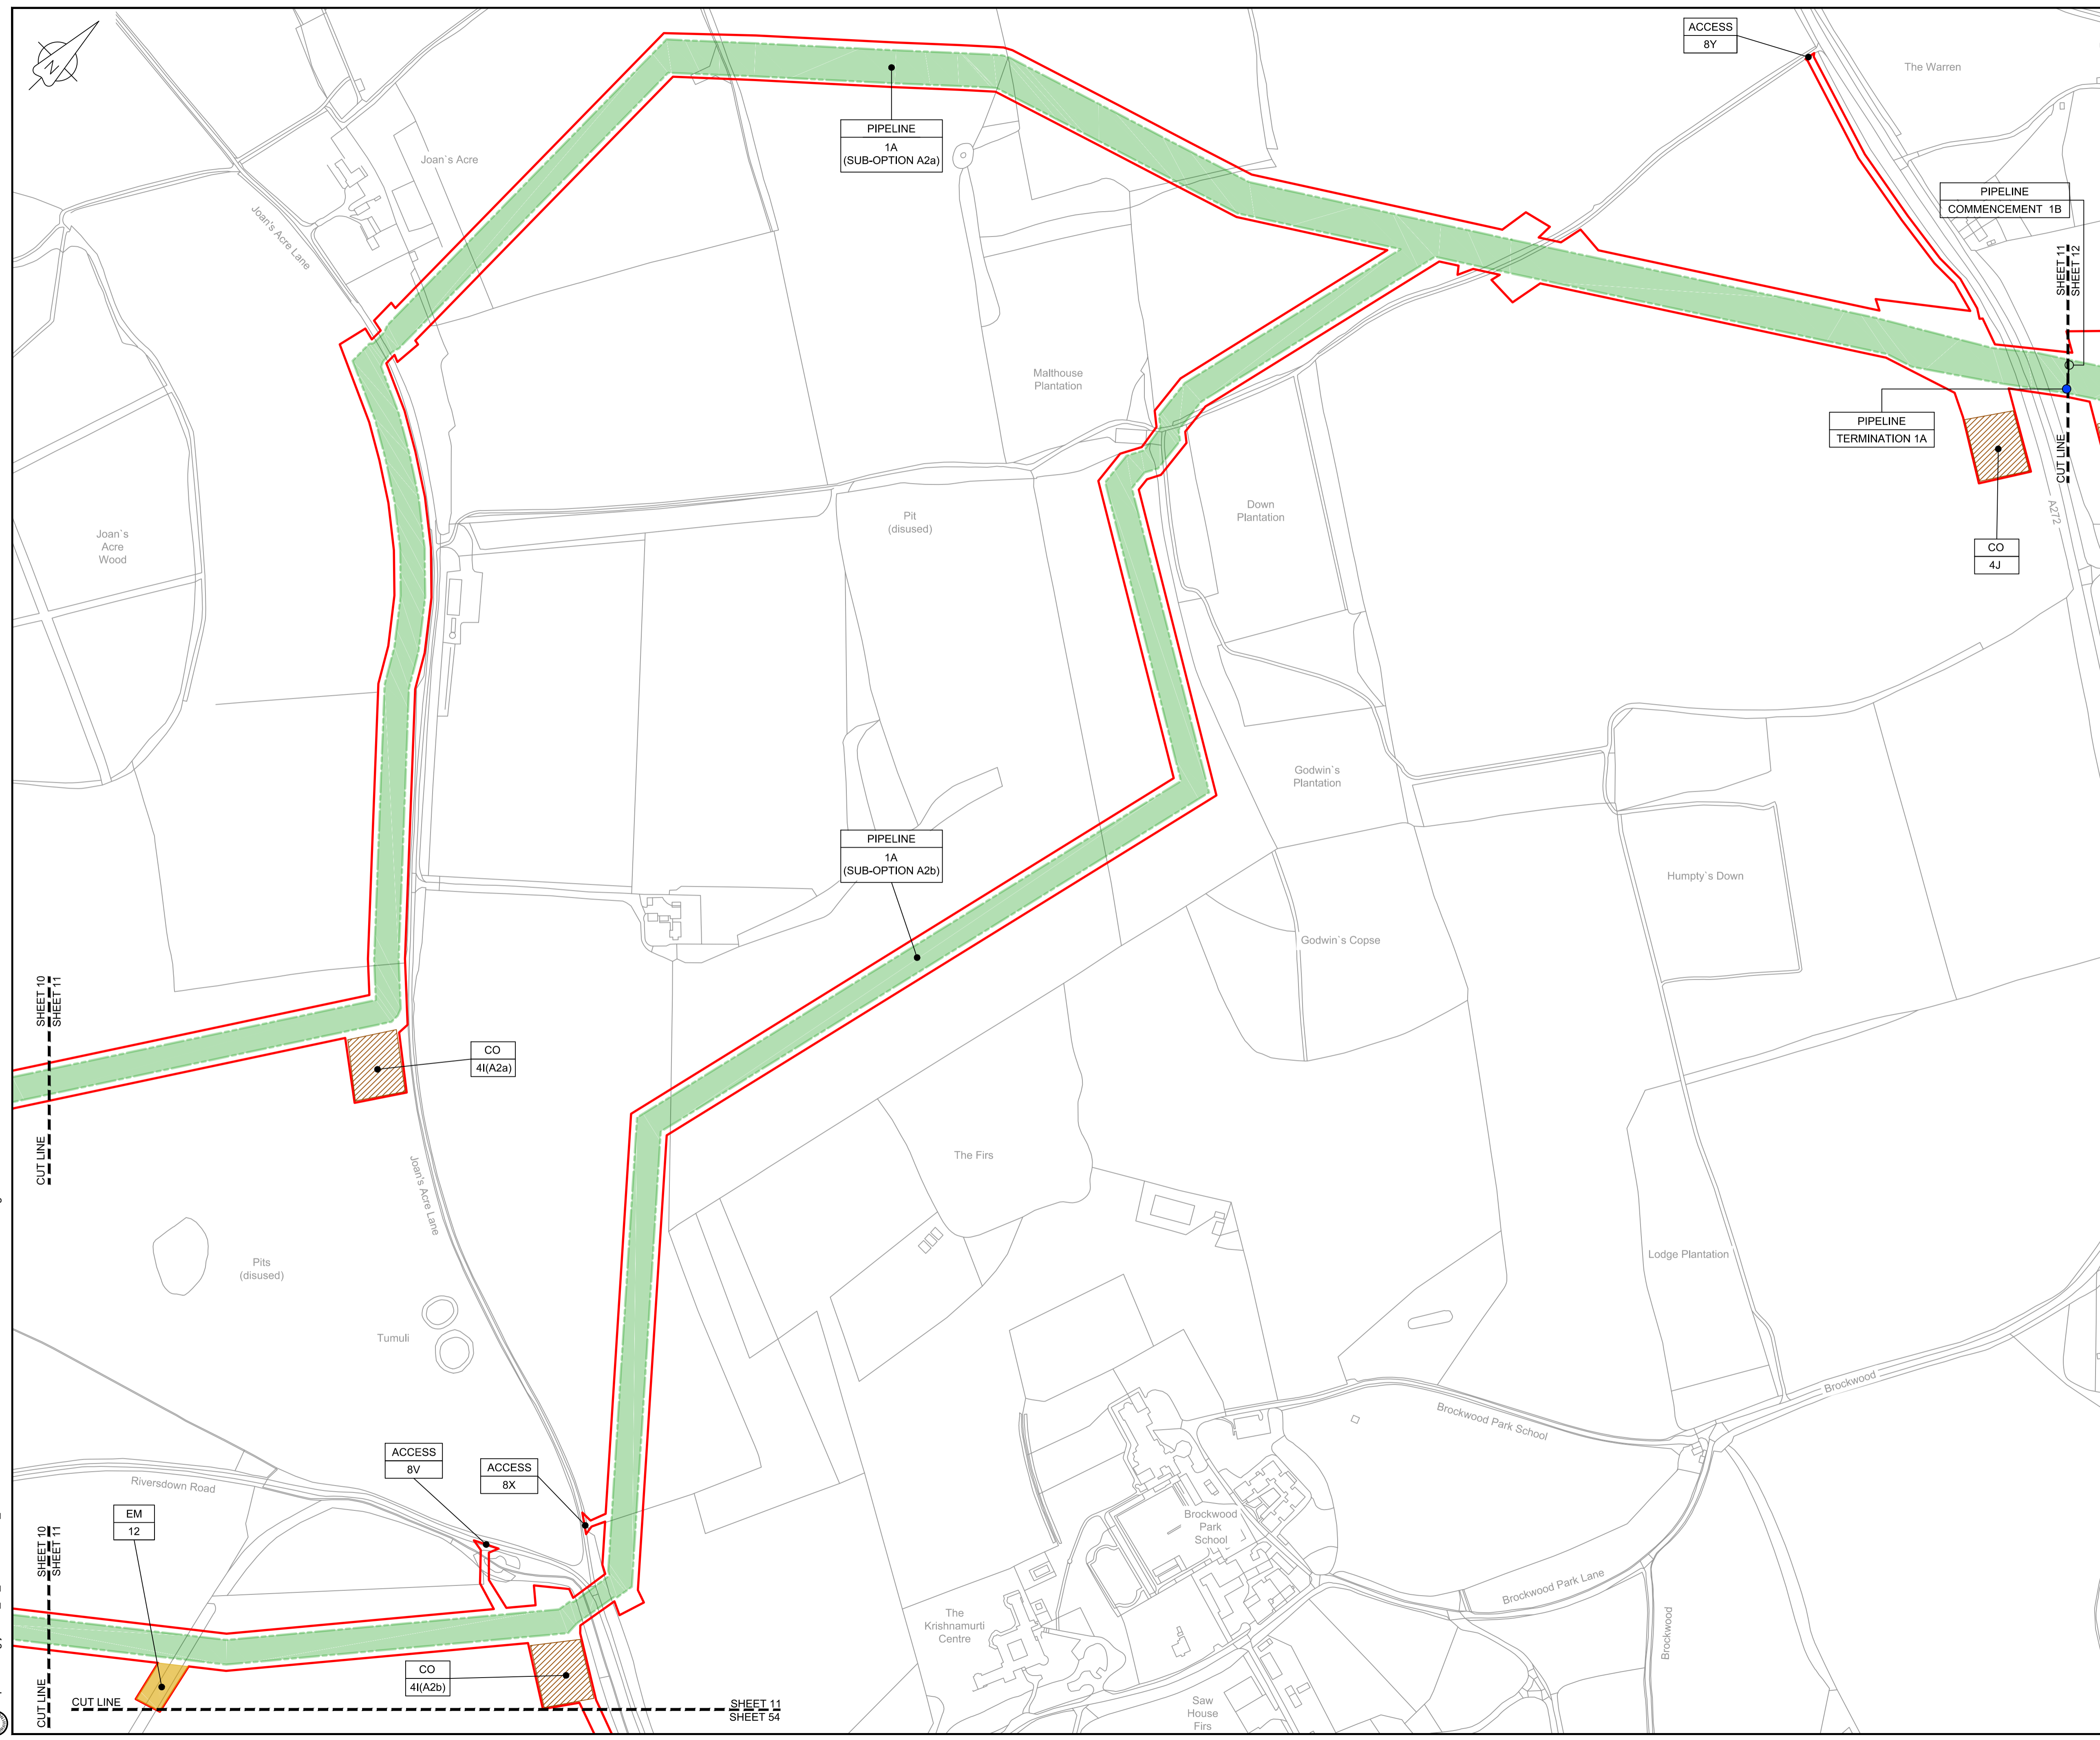 N
ACCESS
8Y
The Warren
PIPELINE
1A
(SUB-OPTION A2a)
Joan`s Acre
PIPELINE
COMMENCEMENT 1B
Joan's Acre Lane
SHEET 11
SHEET 12
CUT LINE
Malthouse
Plantation
PIPELINE
TERMINATION 1A
A272
Down
Plantation
Pit
(disused)
Joan`s
Acre
Wood
CO
4J
Godwin`s
Plantation
PIPELINE
1A
(SUB-OPTION A2b)
Humpty`s Down
Godwin`s Copse
SHEET 10
SHEET 11
CUT LINE
CO
4I(A2a)
Joan's Acre Lane
The Firs
Pits
(disused)
Lodge Plantation
Tumuli
Brockwood
Brockwood Park School
ACCESS
8V
ACCESS
8X
Riversdown Road
EM
12
Brockwood
Park
School
SHEET 10
SHEET 11
CUT LINE
Brockwood Park Lane
The
Krishnamurti
Centre
Brockwood
CO
4I(A2b)
CUT LINE
SHEET 11
SHEET 54
Saw
House
Firs